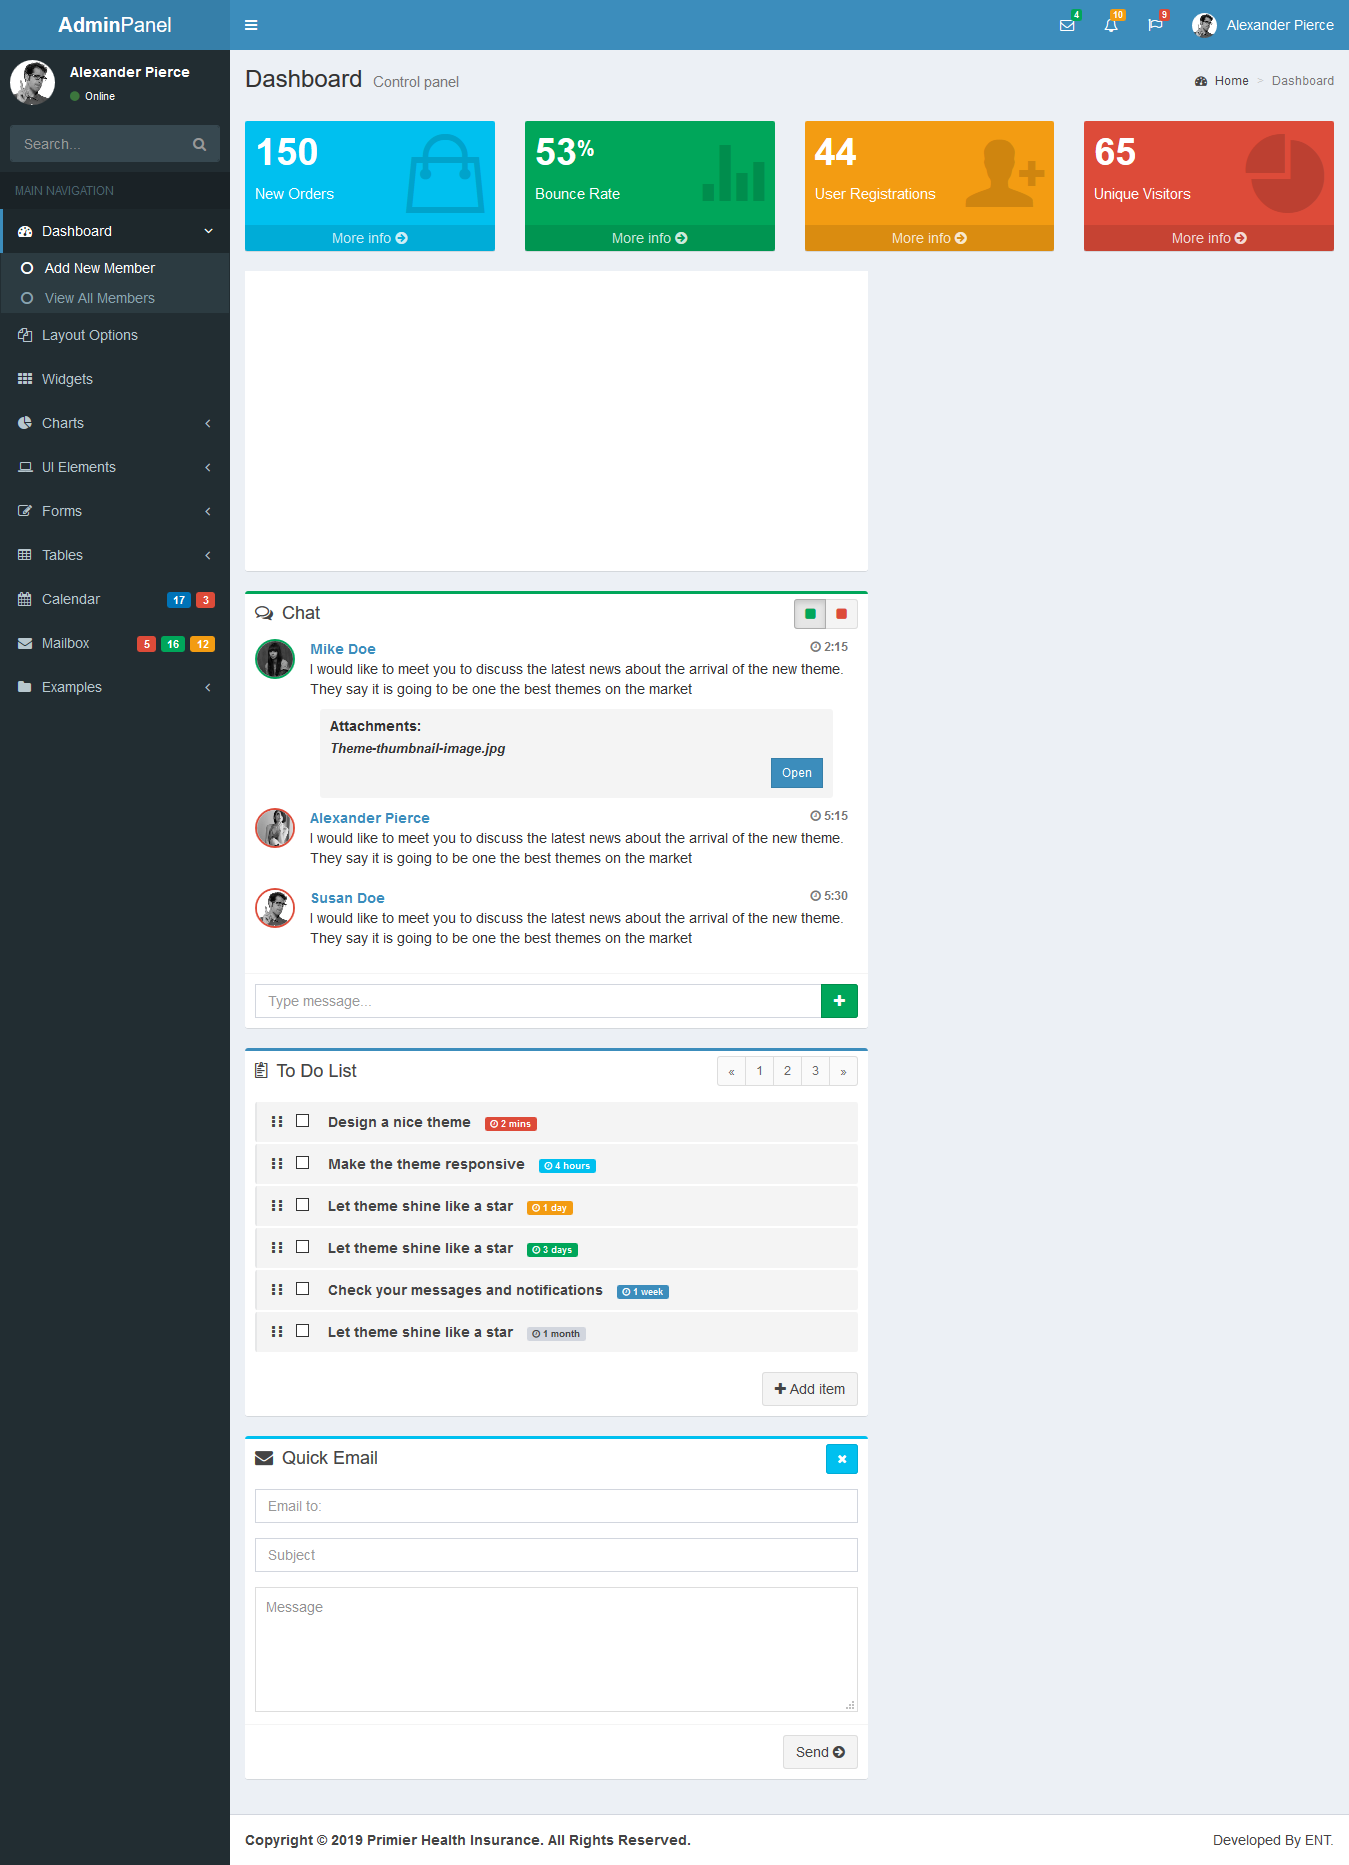 AdminPanel
4
10
9
Alexander Pierce
Alexander Pierce
Online
Search...
MAIN NAVIGATION
Dashboard
Add New Member
View All Members
Layout Options
Widgets
Charts
UI Elements
Forms
Tables
Calendar 17 3
Mailbox 5 16 12
Examples
Dashboard Control panel
Home > Dashboard
150
New Orders
More info
53%
Bounce Rate
More info
44
User Registrations
More info
65
Unique Visitors
More info
Chat
Mike Doe 2:15
I would like to meet you to discuss the latest news about the arrival of the new theme.
They say it is going to be one the best themes on the market
Attachments:
Theme-thumbnail-image.jpg
Open
Alexander Pierce 5:15
I would like to meet you to discuss the latest news about the arrival of the new theme.
They say it is going to be one the best themes on the market
Susan Doe 5:30
I would like to meet you to discuss the latest news about the arrival of the new theme.
They say it is going to be one the best themes on the market
Type message...
To Do List
« 1 2 3 »
Design a nice theme 2 mins
Make the theme responsive 4 hours
Let theme shine like a star 1 day
Let theme shine like a star 3 days
Check your messages and notifications 1 week
Let theme shine like a star 1 month
Add item
Quick Email
Email to:
Subject
Message
Send
Copyright © 2019 Primier Health Insurance. All Rights Reserved.
Developed By ENT.